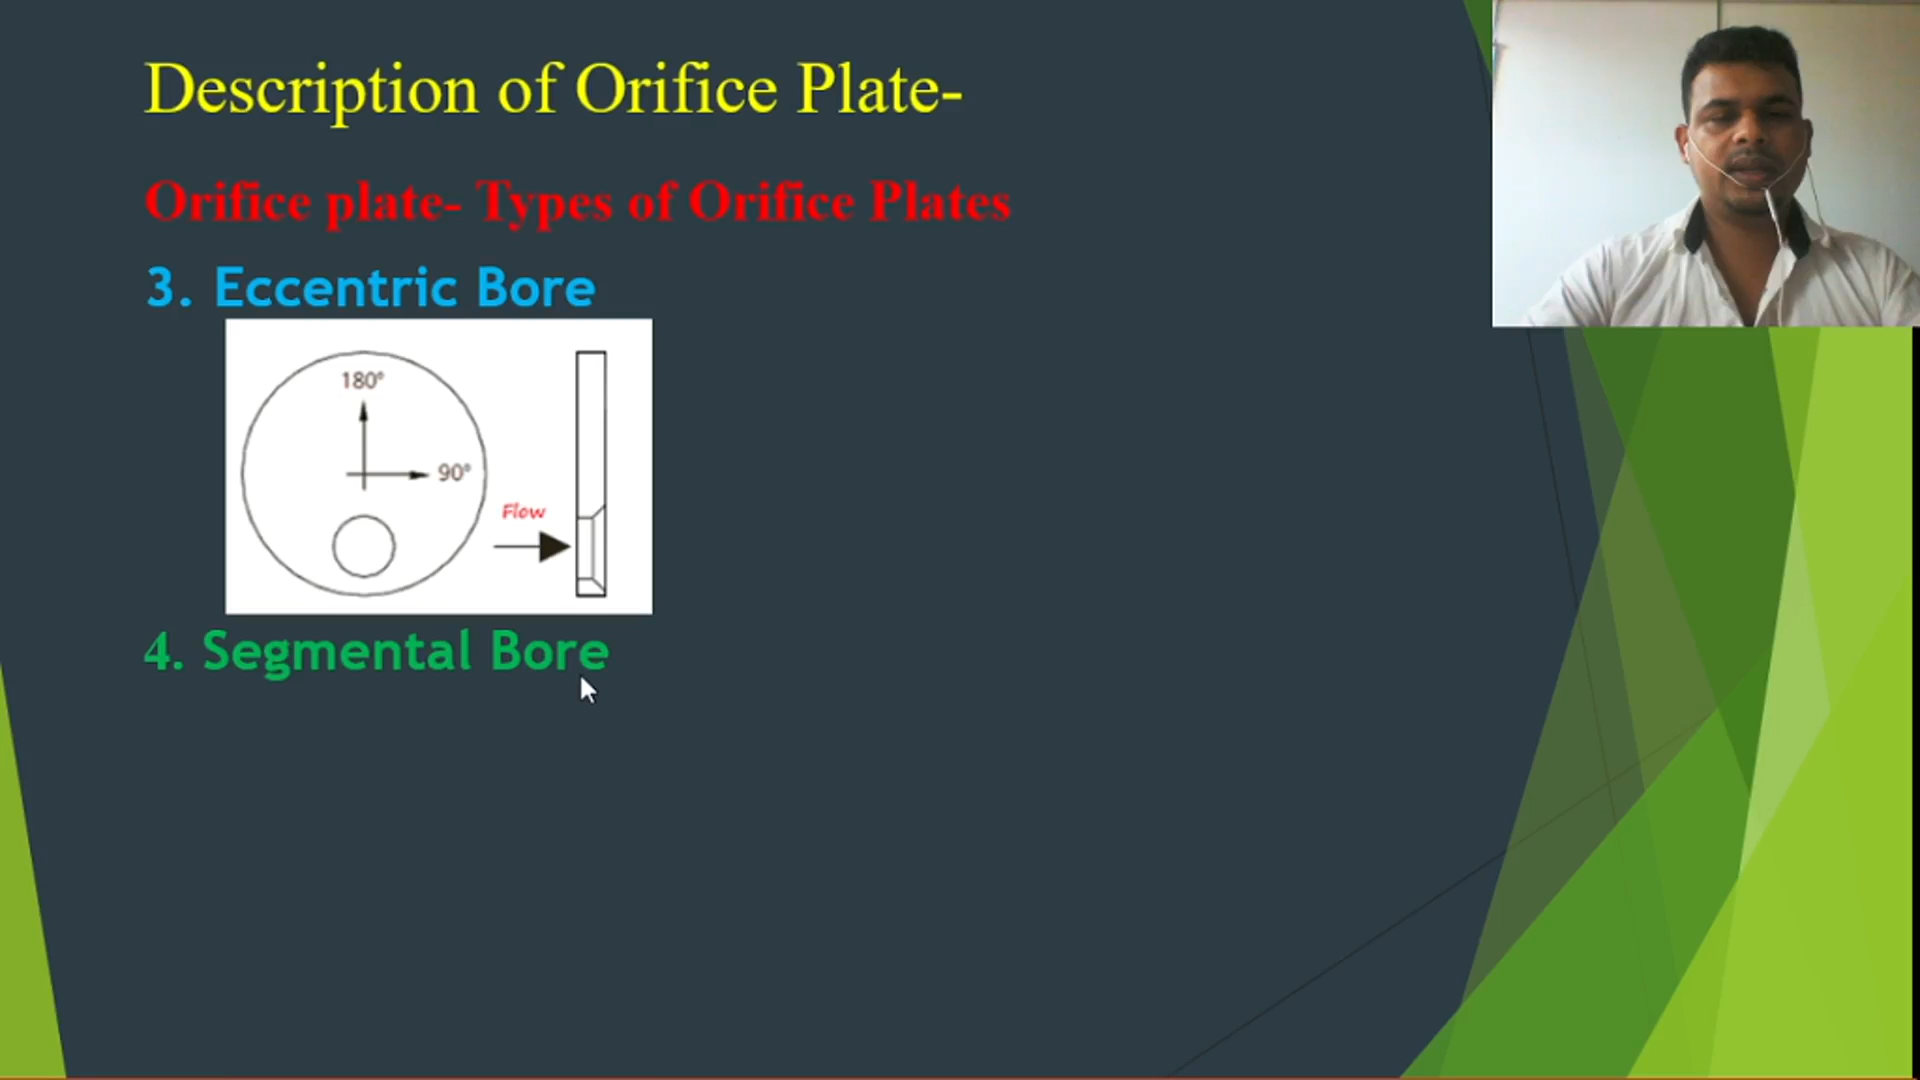 Description of Orifice Plate-
Orifice plate- Types of Orifice Plates
3. Eccentric Bore
180°
90°
Flow
4. Segmental Bore